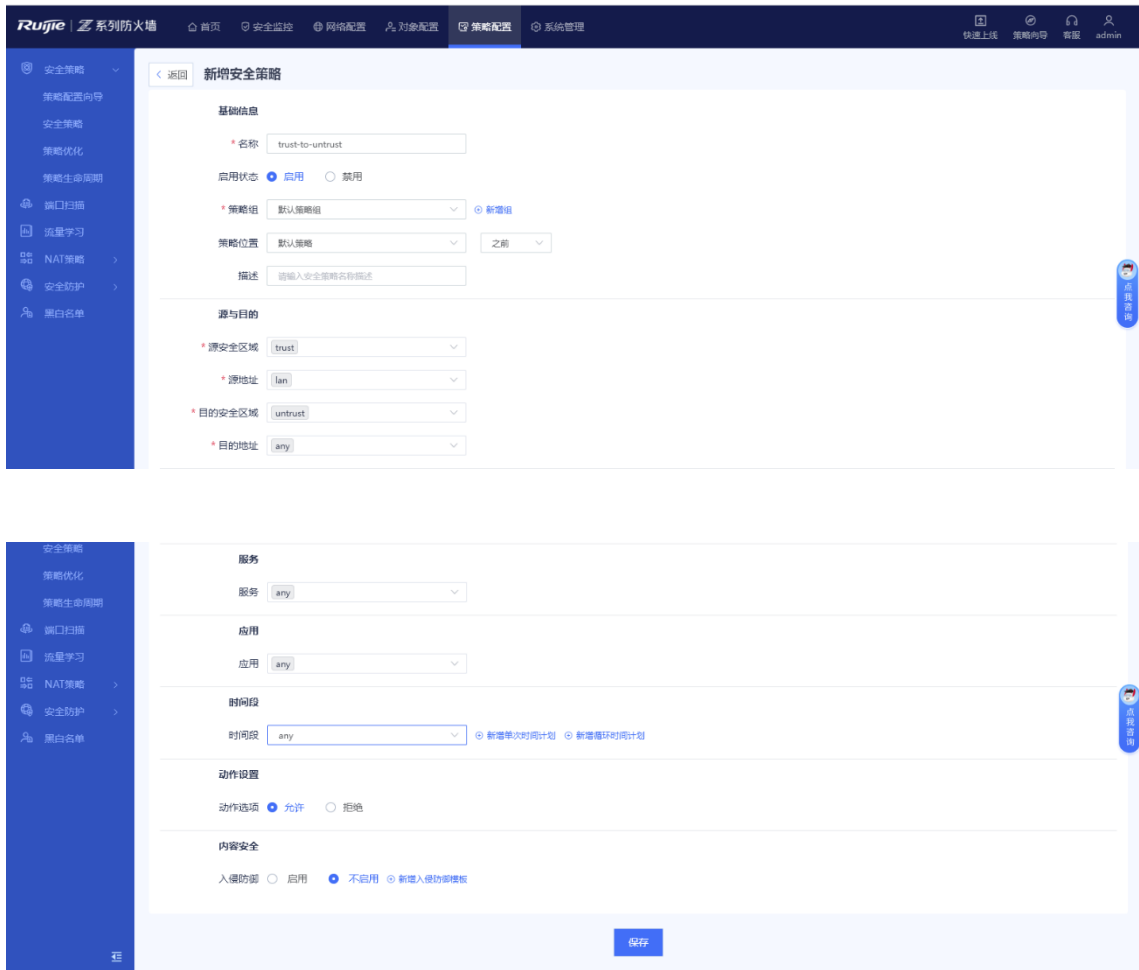 Ruijie | Z 系列防火墙 首页 安全监控 网络配置 对象配置 策略配置 系统管理 快速上线 策略向导 客服 admin
安全策略
策略配置向导
安全策略
策略优化
策略生命周期
端口扫描
流量学习
NAT策略
安全防护
黑白名单
返回 新增安全策略
基础信息
* 名称 trust-to-untrust
启用状态 启用 禁用
* 策略组 默认策略组 新增组
策略位置 默认策略 之前
描述 请输入安全策略名称描述
源与目的
* 源安全区域 trust
* 源地址 lan
* 目的安全区域 untrust
* 目的地址 any
点我咨询
安全策略
策略优化
策略生命周期
端口扫描
流量学习
NAT策略
安全防护
黑白名单
服务
服务 any
应用
应用 any
时间段
时间段 any 新增单次时间计划 新增循环时间计划
动作设置
动作选项 允许 拒绝
内容安全
入侵防御 启用 不启用 新增入侵防御模板
保存
点我咨询